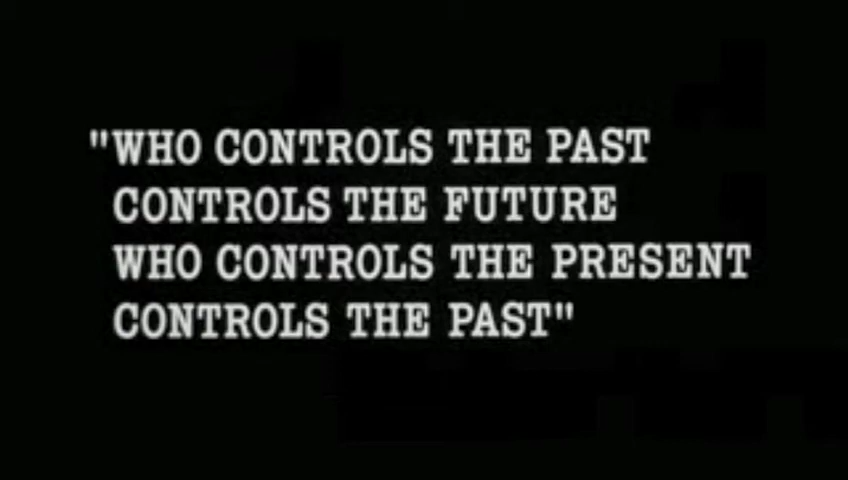 "WHO CONTROLS THE PAST
CONTROLS THE FUTURE
WHO CONTROLS THE PRESENT
CONTROLS THE PAST"